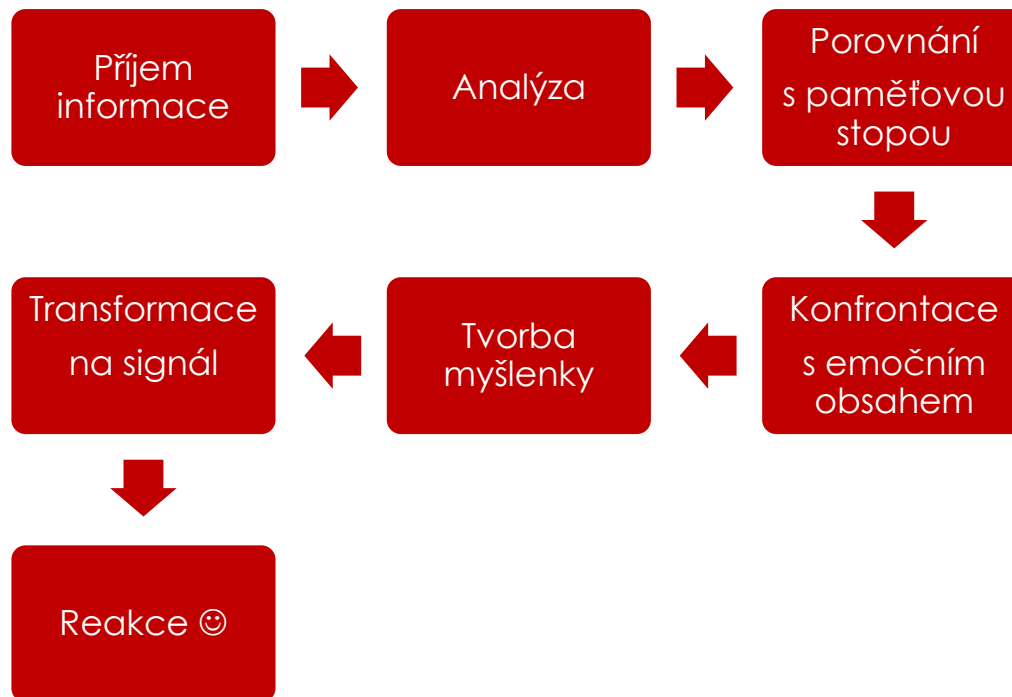 Příjem
informace
Analýza
Porovnání
s paměťovou
stopou
Konfrontace
s emočním
obsahem
Tvorba
myšlenky
Transformace
na signál
Reakce ☺